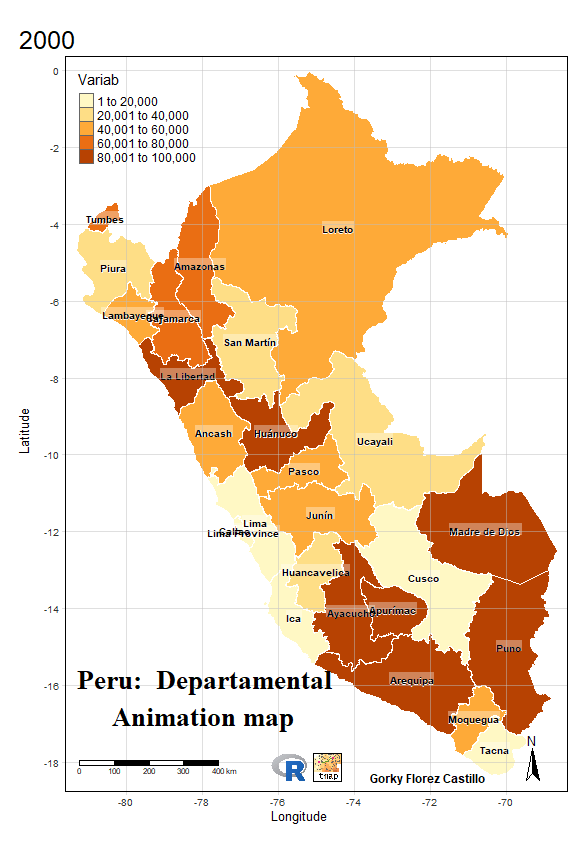 2000
Variab
1 to 20,000
20,001 to 40,000
40,001 to 60,000
60,001 to 80,000
80,001 to 100,000
0
-2
-4
-6
-8
-10
-12
-14
-16
-18
Latitude
Tumbes
Loreto
Piura
Amazonas
Lambayeque
Cajamarca
San Martín
La Libertad
Ancash
Huánuco
Ucayali
Pasco
Junín
Lima
Callao
Lima Province
Madre de Dios
Huancavelica
Cusco
Ica
Ayacucho
Apurímac
Puno
Arequipa
Moquegua
Tacna
Peru: Departamental
Animation map
N
0 100 200 300 400 km
R
tmap
Gorky Florez Castillo
-80 -78 -76 -74 -72 -70
Longitude